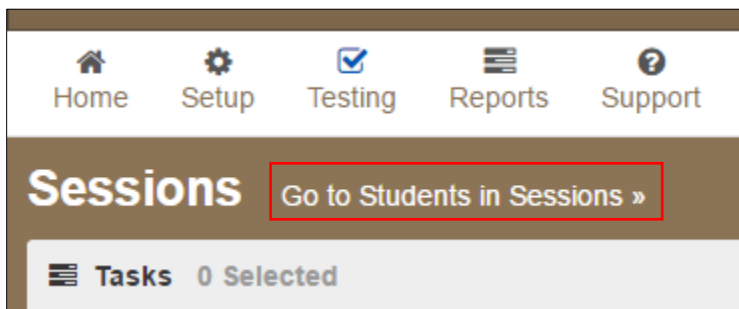 Home Setup Testing Reports Support
Sessions Go to Students in Sessions »
Tasks 0 Selected